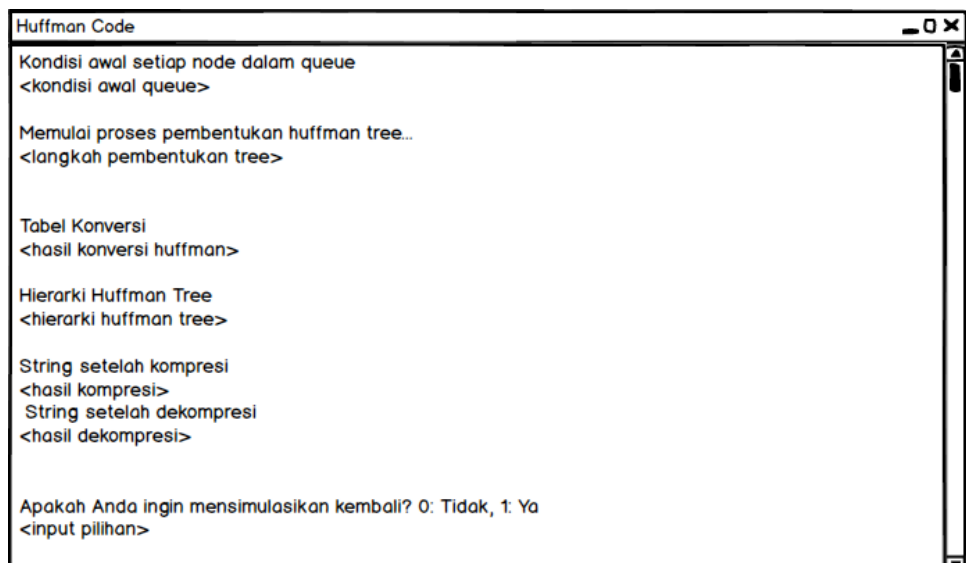 Huffman Code
Kondisi awal setiap node dalam queue
<kondisi awal queue>
Memulai proses pembentukan huffman tree...
<langkah pembentukan tree>
Tabel Konversi
<hasil konversi huffman>
Hierarki Huffman Tree
<hierarki huffman tree>
String setelah kompresi
<hasil kompresi>
String setelah dekompresi
<hasil dekompresi>
Apakah Anda ingin mensimulasikan kembali? 0: Tidak, 1: Ya
<input pilihan>